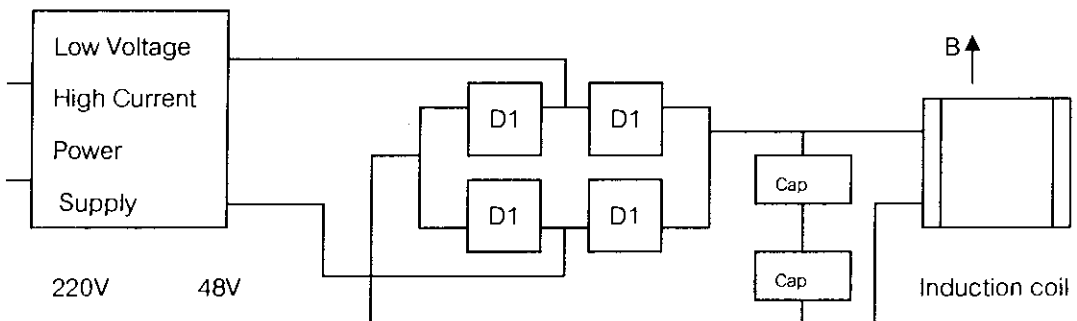 Low Voltage
High Current
Power
Supply
220V 48V
D1 D1
D1 D1
Cap
Cap
B
Induction coil